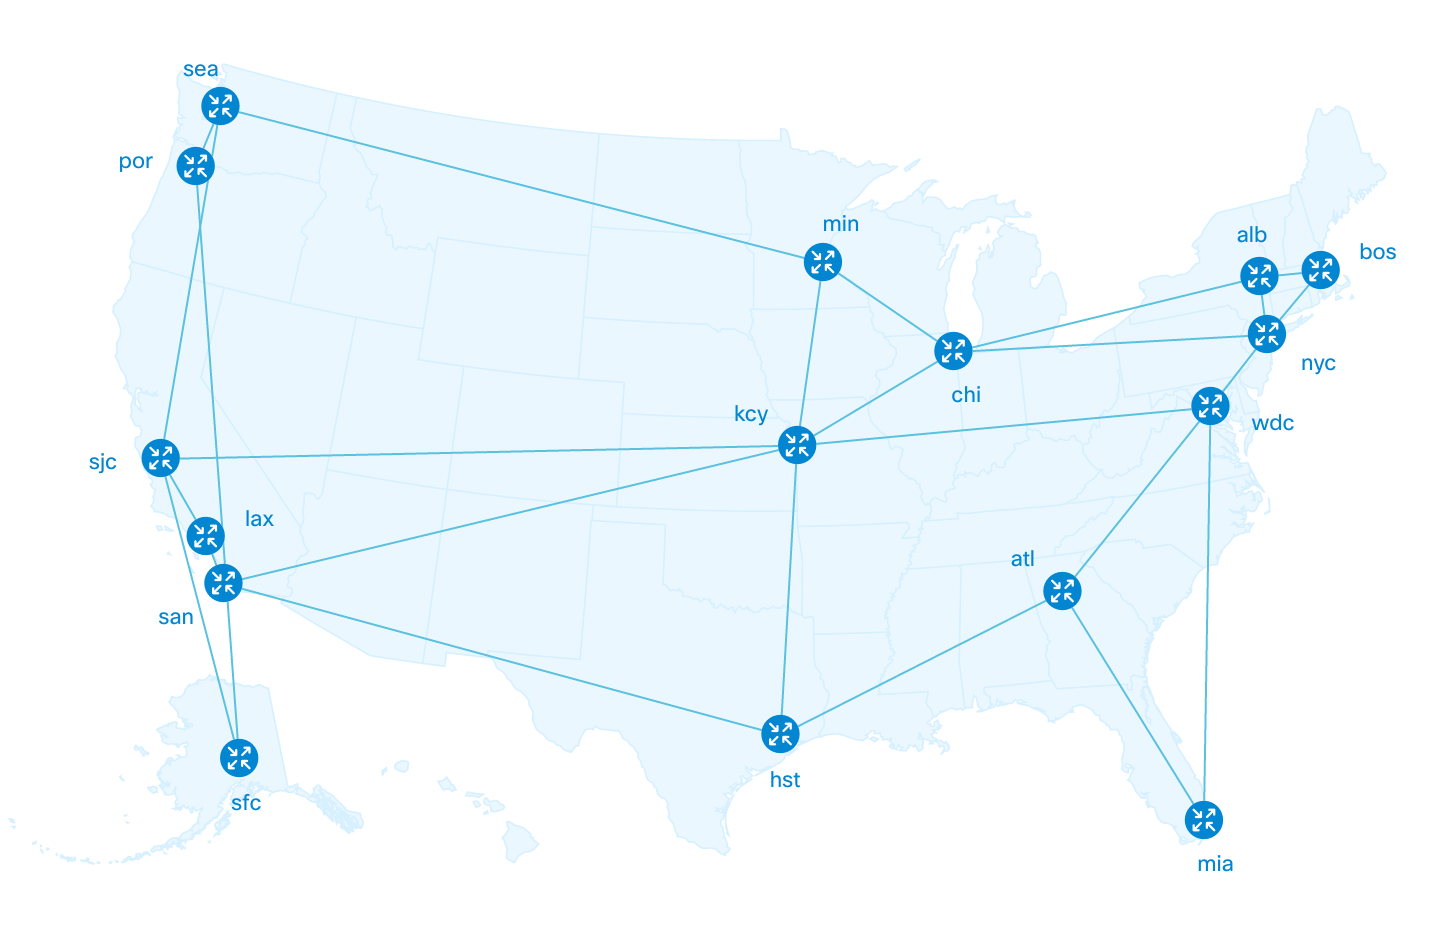 sea
por
min
alb
bos
nyc
chi
kcy
wdc
sjc
lax
atl
san
hst
sfc
mia